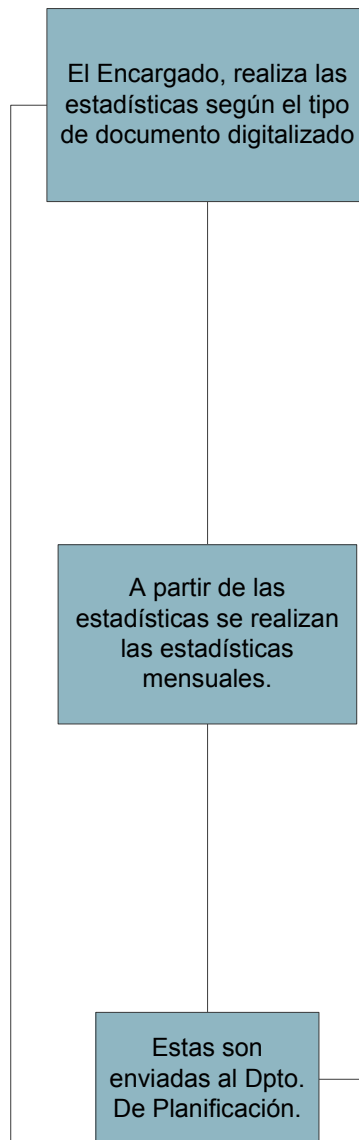 El Encargado, realiza las
estadísticas según el tipo
de documento digitalizado
A partir de las
estadísticas se realizan
las estadísticas
mensuales.
Estas son
enviadas al Dpto.
De Planificación.